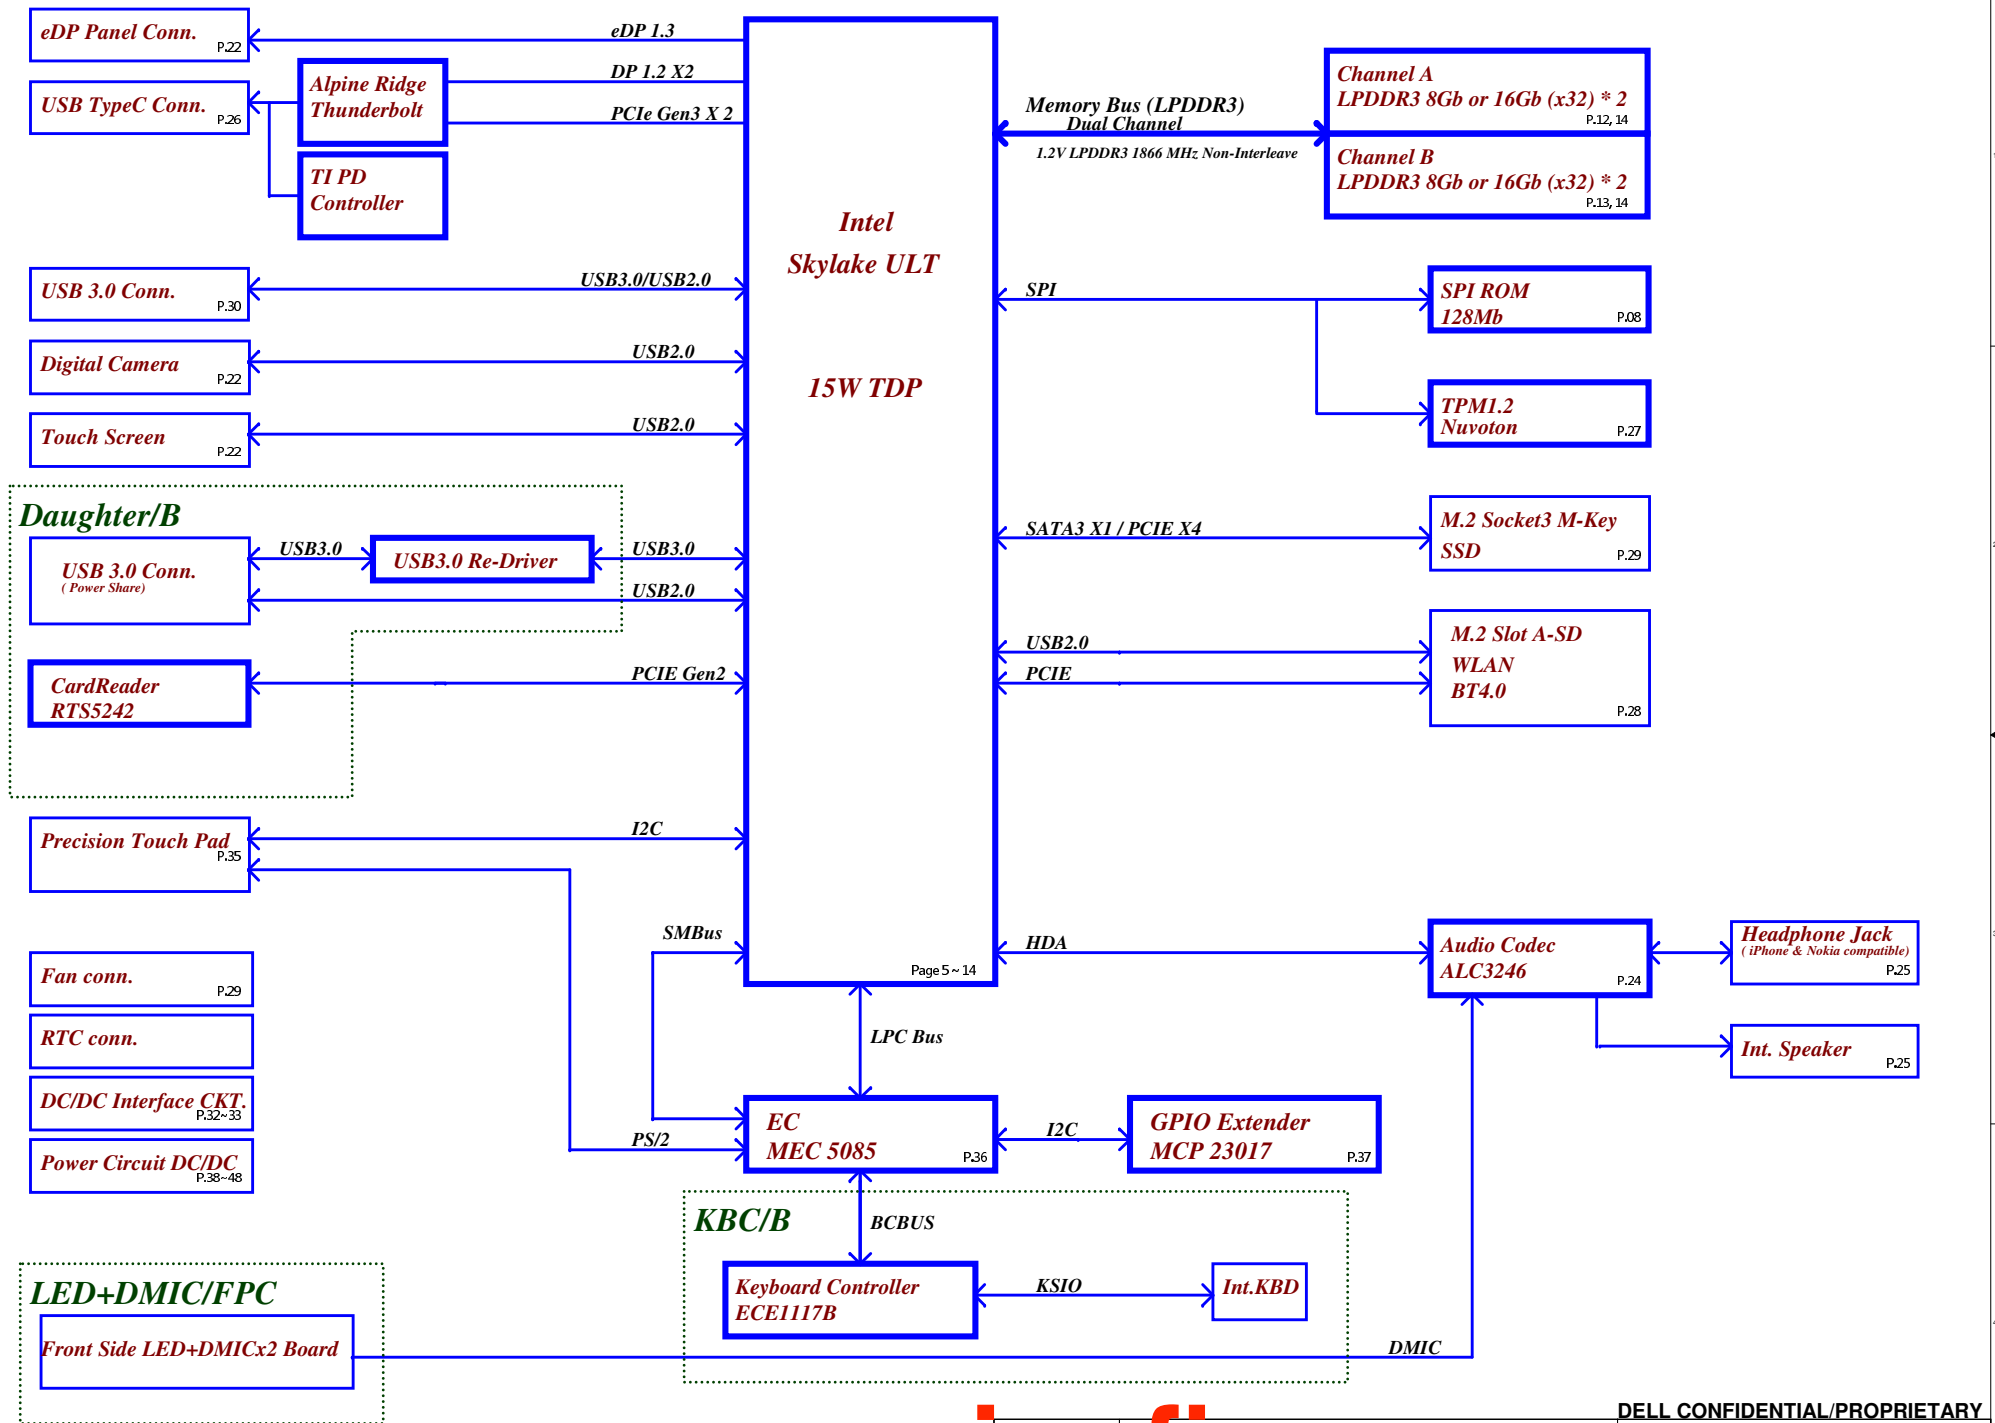 eDP Panel Conn.
P.22
eDP 1.3
USB TypeC Conn.
P.26
Alpine Ridge
Thunderbolt
DP 1.2 X2
PCIe Gen3 X 2
TI PD
Controller
Intel
Skylake ULT
15W TDP
Page 5 ~ 14
Memory Bus (LPDDR3)
Dual Channel
1.2V LPDDR3 1866 MHz Non-Interleave
Channel A
LPDDR3 8Gb or 16Gb (x32) * 2
P.12, 14
Channel B
LPDDR3 8Gb or 16Gb (x32) * 2
P.13, 14
USB 3.0 Conn.
P.30
USB3.0/USB2.0
SPI
SPI ROM
128Mb
P.08
Digital Camera
P.22
USB2.0
TPM1.2
Nuvoton
P.27
Touch Screen
P.22
USB2.0
Daughter/B
USB 3.0 Conn.
( Power Share)
USB3.0
USB3.0 Re-Driver
USB3.0
USB2.0
SATA3 X1 / PCIE X4
M.2 Socket3 M-Key
SSD
P.29
CardReader
RTS5242
PCIE Gen2
USB2.0
PCIE
M.2 Slot A-SD
WLAN
BT4.0
P.28
Precision Touch Pad
P.35
I2C
SMBus
PS/2
HDA
Audio Codec
ALC3246
P.24
Headphone Jack
( iPhone & Nokia compatible)
P.25
Int. Speaker
P.25
Fan conn.
P.29
RTC conn.
DC/DC Interface CKT.
P.32~33
Power Circuit DC/DC
P.38~48
LPC Bus
EC
MEC 5085
P.36
I2C
GPIO Extender
MCP 23017
P.37
KBC/B
BCBUS
Keyboard Controller
ECE1117B
KSIO
Int.KBD
LED+DMIC/FPC
Front Side LED+DMICx2 Board
DMIC
DELL CONFIDENTIAL/PROPRIETARY